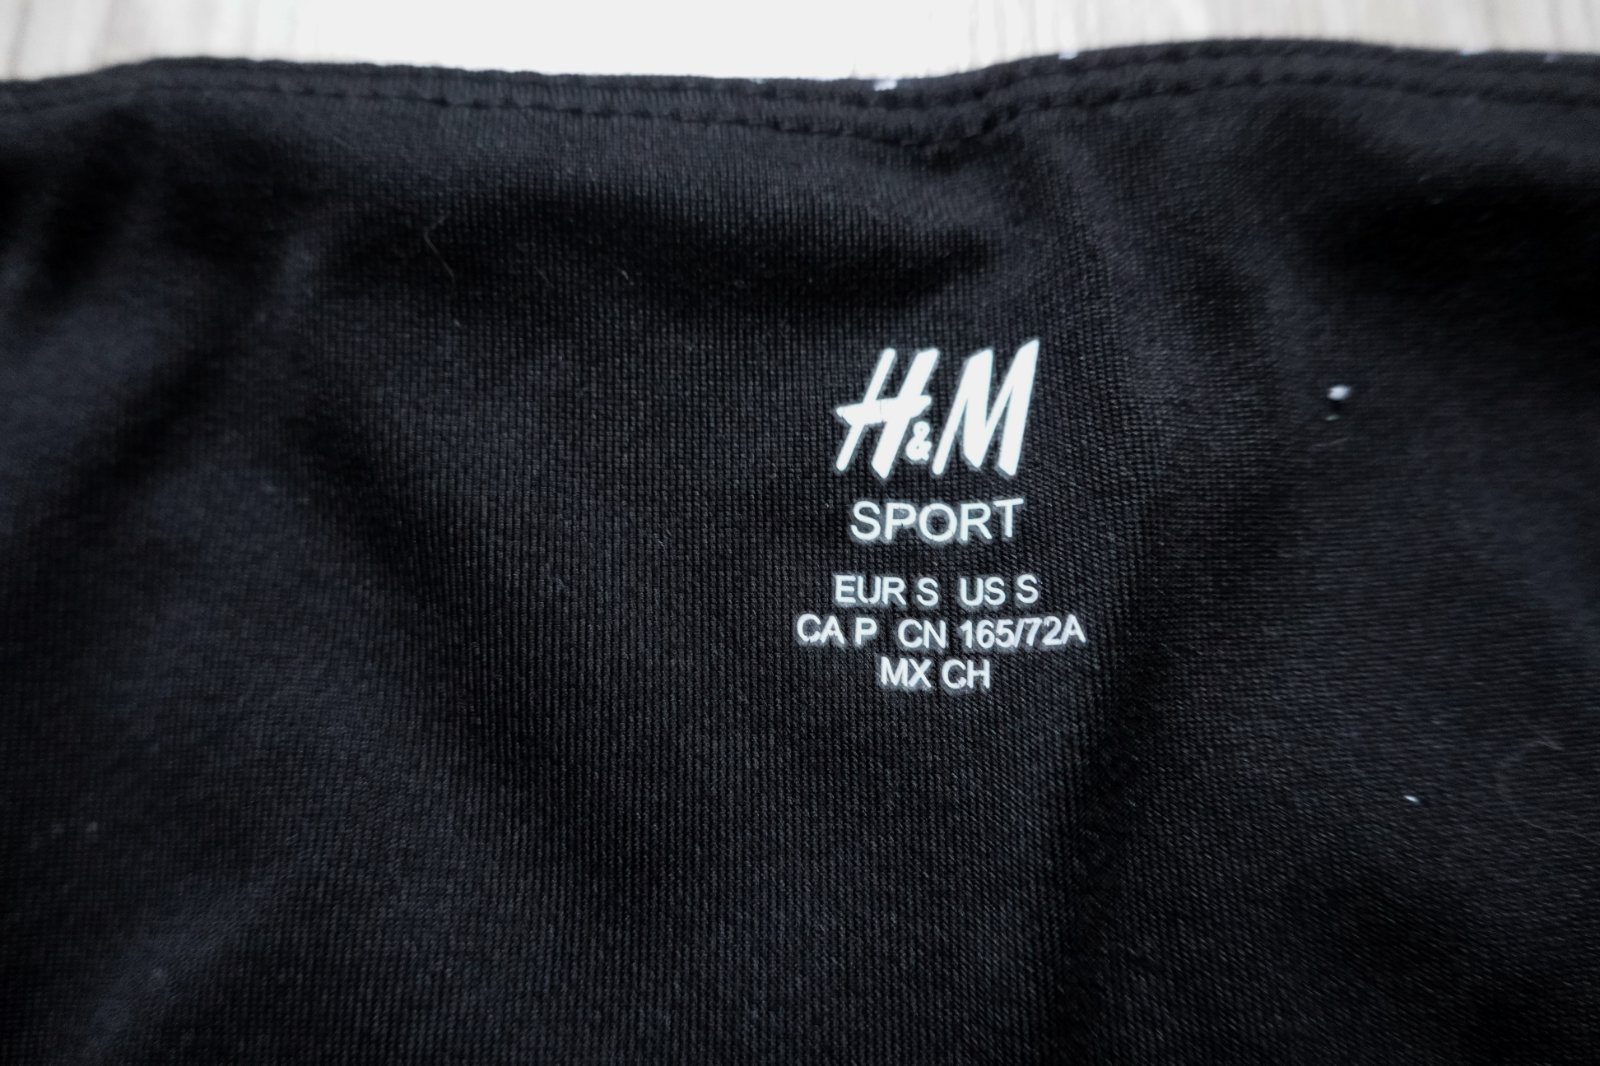 H&M
SPORT
EUR S US S
CA P CN 165/72A
MX CH